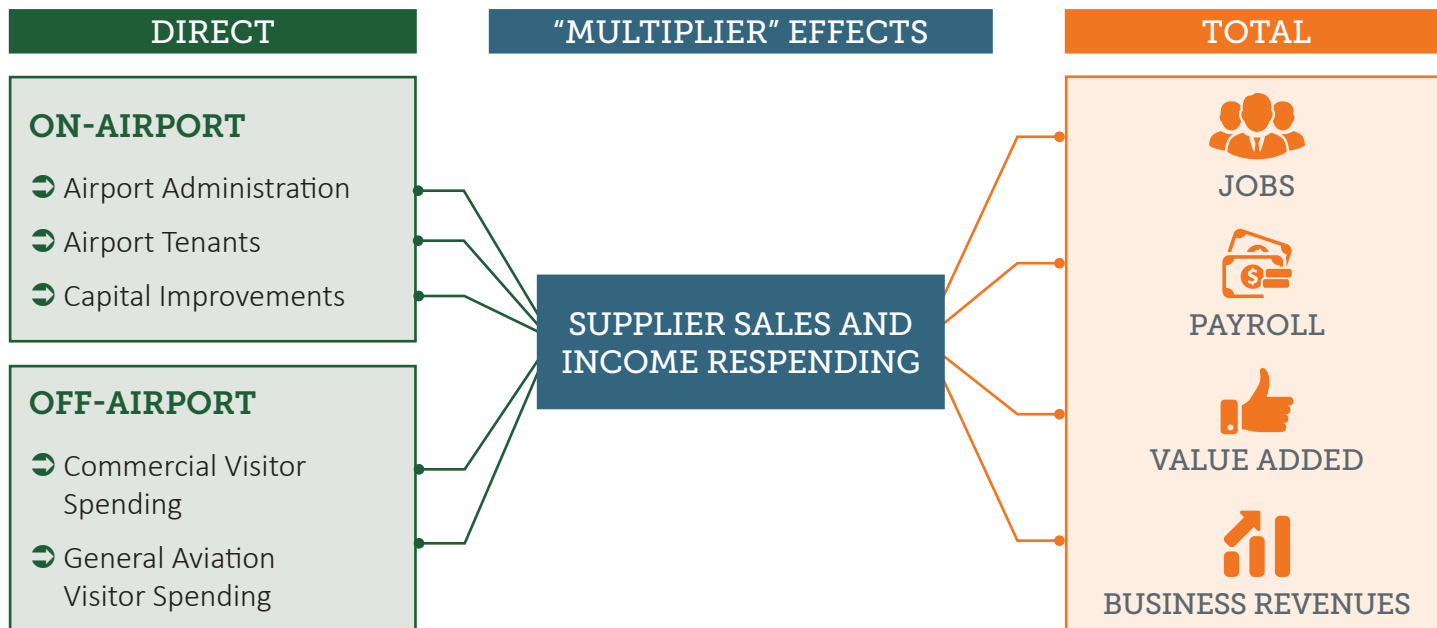 DIRECT
ON-AIRPORT
Airport Administration
Airport Tenants
Capital Improvements
OFF-AIRPORT
Commercial Visitor
Spending
General Aviation
Visitor Spending
“MULTIPLIER” EFFECTS
SUPPLIER SALES AND
INCOME RESPENDING
TOTAL
JOBS
$
PAYROLL
VALUE ADDED
BUSINESS REVENUES